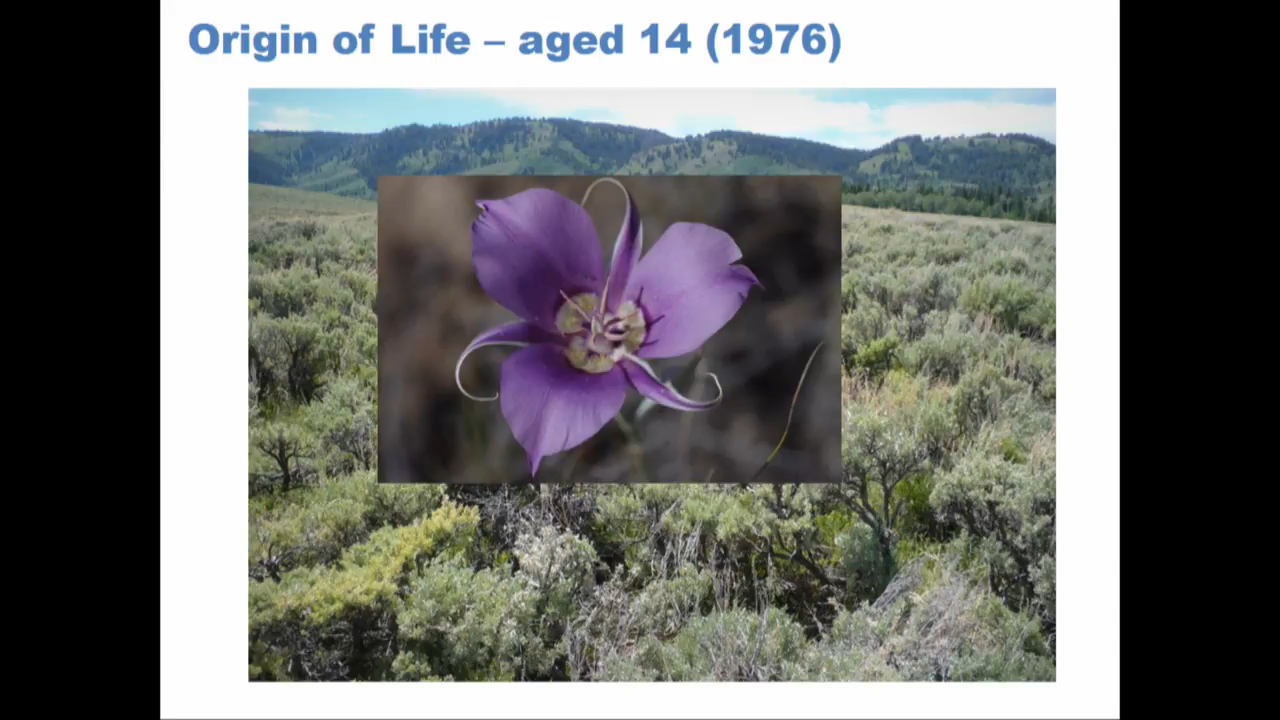 Origin of Life – aged 14 (1976)